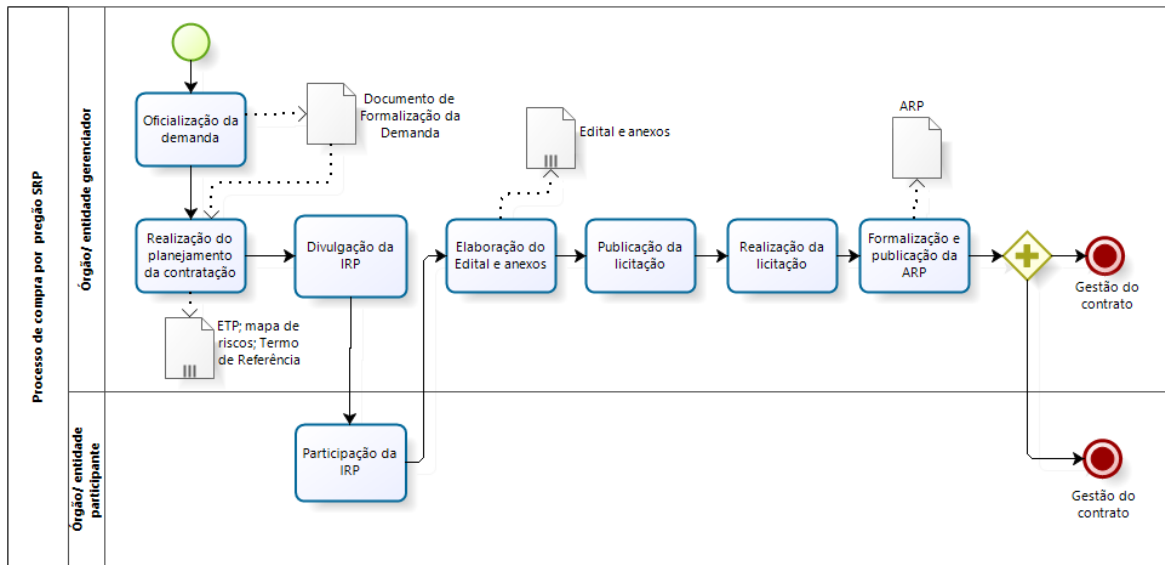 Processo de compra por pregão SRP
Órgão/ entidade gerenciador
Oficialização da
demanda
Documento de
Formalização da
Demanda
Edital e anexos
ARP
Realização do
planejamento
da contratação
Divulgação da
IRP
Elaboração do
Edital e anexos
Publicação da
licitação
Realização da
licitação
Formalização e
publicação da
ARP
Gestão do
contrato
ETP; mapa de
riscos; Termo
de Referência
Órgão/ entidade
participante
Participação da
IRP
Gestão do
contrato